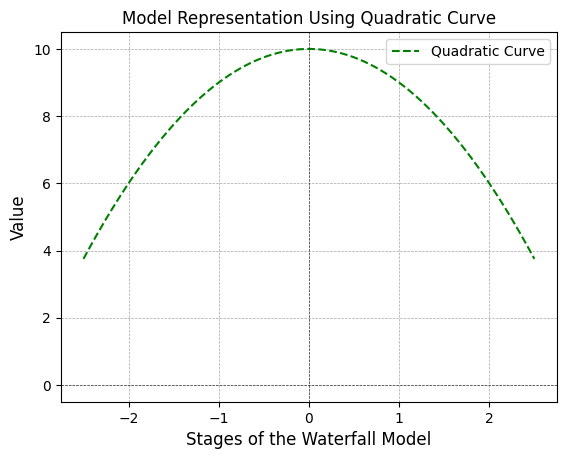 Model Representation Using Quadratic Curve
Quadratic Curve
10
8
6
4
2
0
Value
−2
−1
0
1
2
Stages of the Waterfall Model